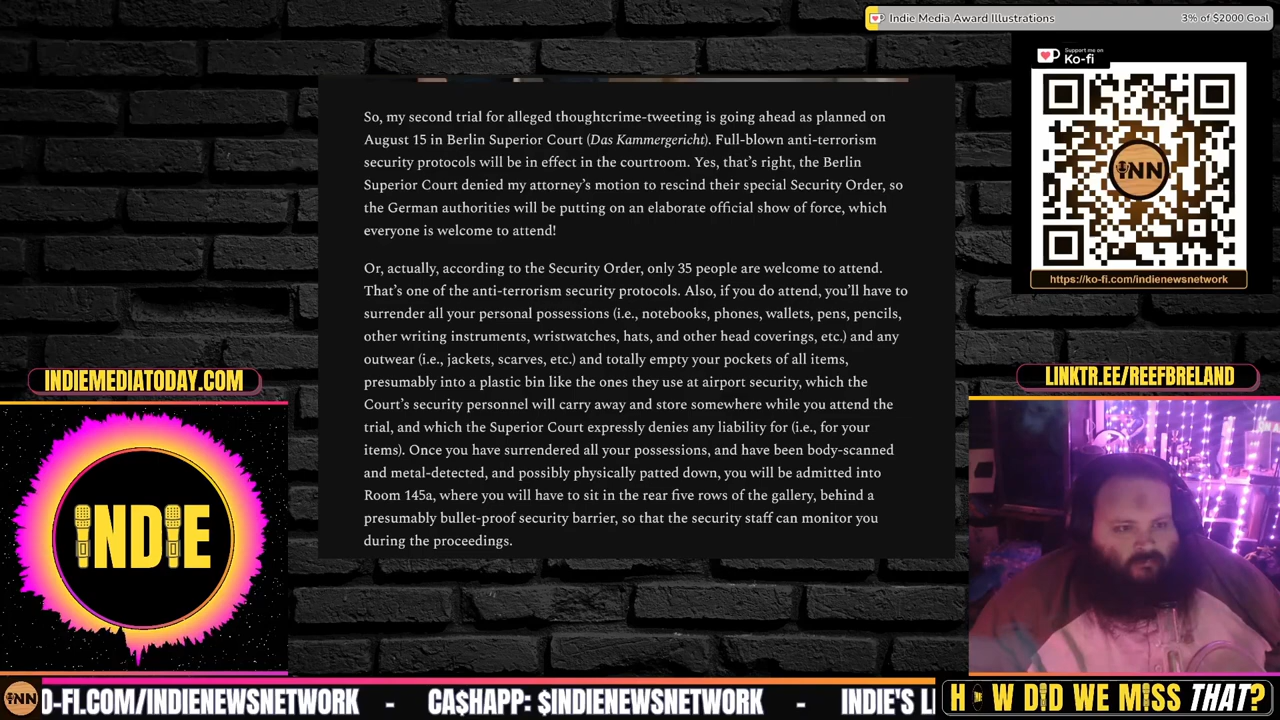 Indie Media Award Illustrations
3% of $2000 Goal
Support me on
Ko-fi
iNN
https://ko-fi.com/indienewsnetwork
So, my second trial for alleged thoughtcrime-tweeting is going ahead as planned on
August 15 in Berlin Superior Court (Das Kammergericht). Full-blown anti-terrorism
security protocols will be in effect in the courtroom. Yes, that’s right, the Berlin
Superior Court denied my attorney’s motion to rescind their special Security Order, so
the German authorities will be putting on an elaborate official show of force, which
everyone is welcome to attend!
Or, actually, according to the Security Order, only 35 people are welcome to attend.
That’s one of the anti-terrorism security protocols. Also, if you do attend, you’ll have to
surrender all your personal possessions (i.e., notebooks, phones, wallets, pens, pencils,
other writing instruments, wristwatches, hats, and other head coverings, etc.) and any
outwear (i.e., jackets, scarves, etc.) and totally empty your pockets of all items,
presumably into a plastic bin like the ones they use at airport security, which the
Court’s security personnel will carry away and store somewhere while you attend the
trial, and which the Superior Court expressly denies any liability for (i.e., for your
items). Once you have surrendered all your possessions, and have been body-scanned
and metal-detected, and possibly physically patted down, you will be admitted into
Room 145a, where you will have to sit in the rear five rows of the gallery, behind a
presumably bullet-proof security barrier, so that the security staff can monitor you
during the proceedings.
INDIEMEDIATODAY.COM
LINKTR.EE/REEFBRELAND
INDIE
iNN
O-FI.COM/INDIENEWSNETWORK - CA$HAPP: $INDIENEWSNETWORK - INDIE'S LI
HOW DID WE MISS THAT?